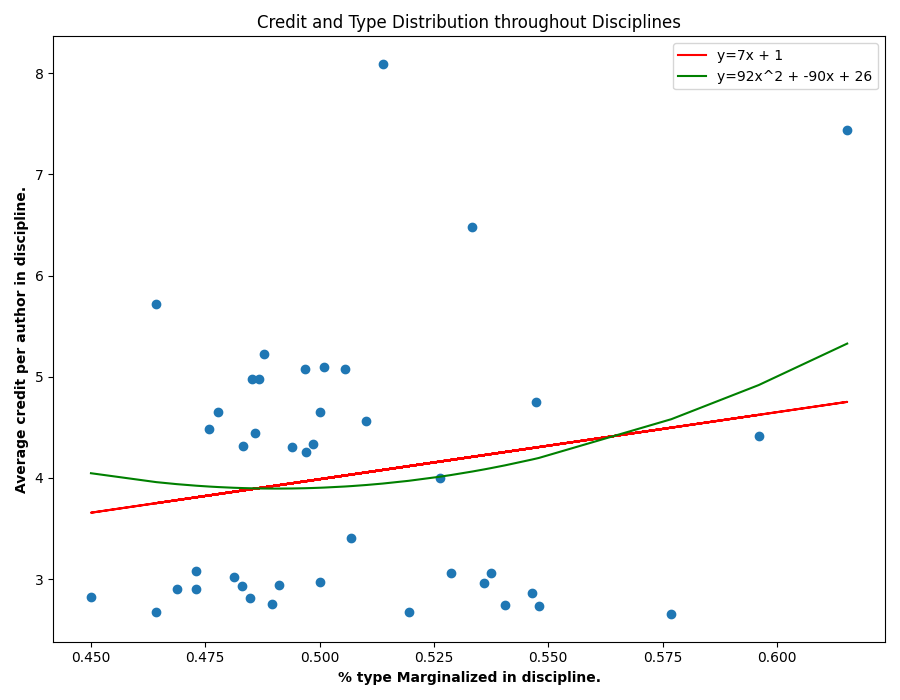 Credit and Type Distribution throughout Disciplines
y=7x + 1
y=92x^2 + -90x + 26
Average credit per author in discipline.
8
7
6
5
4
3
0.450 0.475 0.500 0.525 0.550 0.575 0.600
% type Marginalized in discipline.